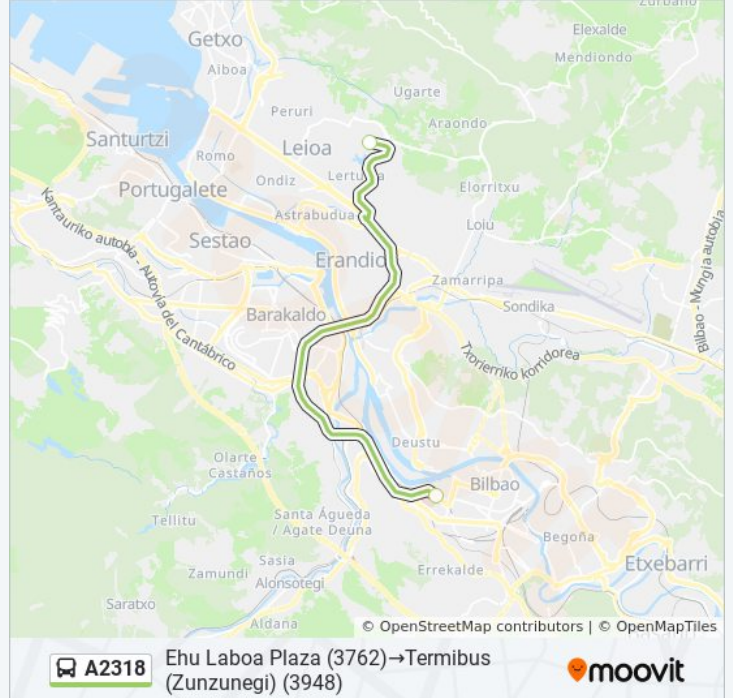 Zurbano
Getxo
Elexalde
Aiboa
Mendiondo
Ugarte
Peruri
Araondo
Santurtzi
Leioa
Romo
Ondiz
Portugalete
Elorritxu
Astrabudua
Loiu
Sestao
Erandio
Zamarripa
Sondika
Kantauriko autobia - Autovía del Cantábrico
Bilbao - Mungia autobia
Barakaldo
Txorierriko korridorea
Deustu
Olarte -
Castaños
Bilbao
Tellitu
Santa Águeda
/ Agate Deuna
Begoña
Sasia
Etxebarri
Zamundi
Alonsotegi
Errekalde
Saratxo
Aldana
© OpenStreetMap contributors | © OpenMapTiles
A2318
Ehu Laboa Plaza (3762)→Termibus
(Zunzunegi) (3948)
moovit